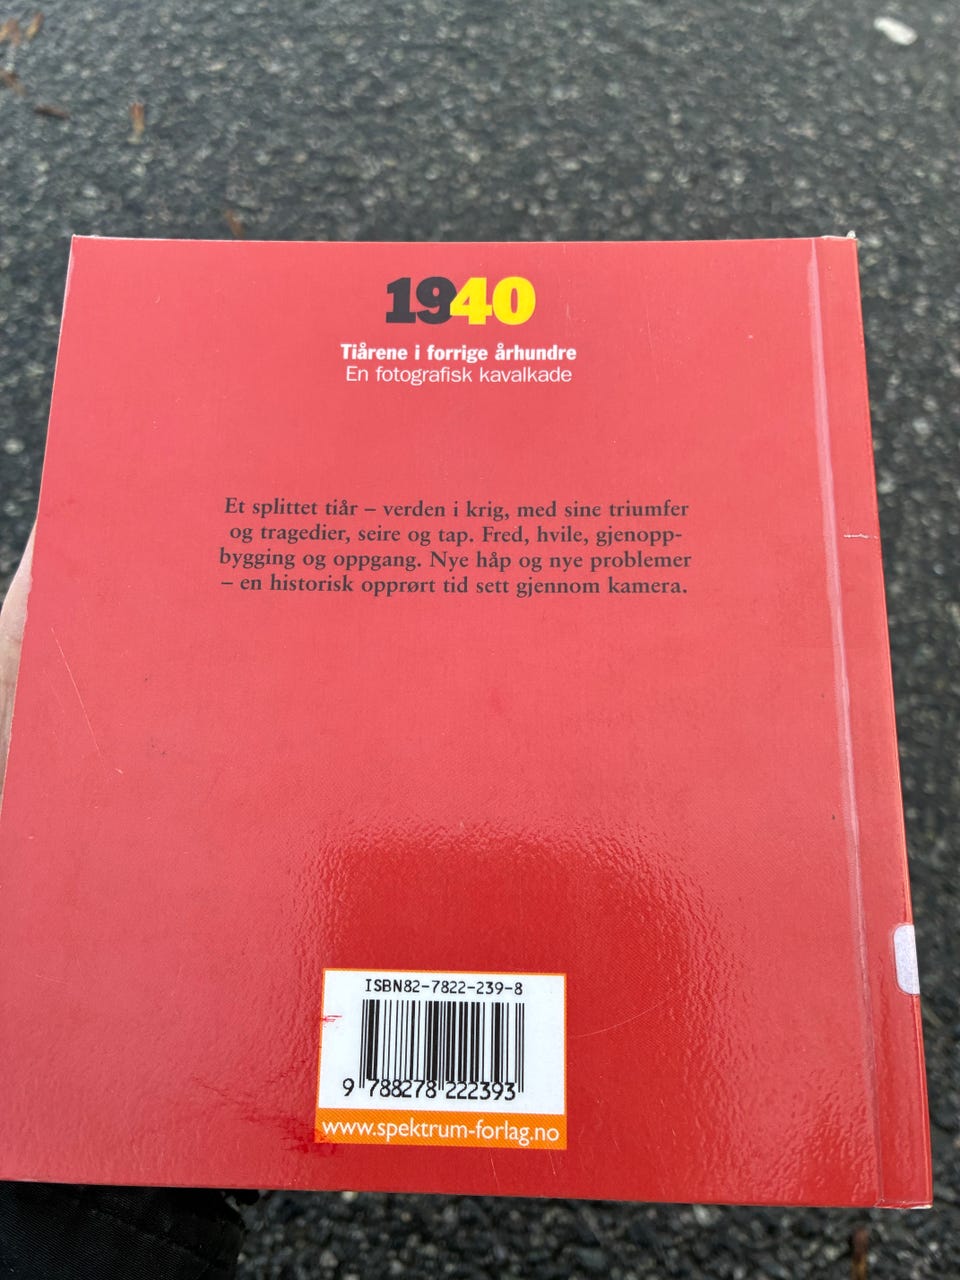 1940
Tiårene i forrige århundre
En fotografisk kavalkade
Et splittet tiår – verden i krig, med sine triumfer
og tragedier, seire og tap. Fred, hvile, gjenopp-
bygging og oppgang. Nye håp og nye problemer
– en historisk opprørt tid sett gjennom kamera.
ISBN82-7822-239-8
9 788278 222393
www.spektrum-forlag.no